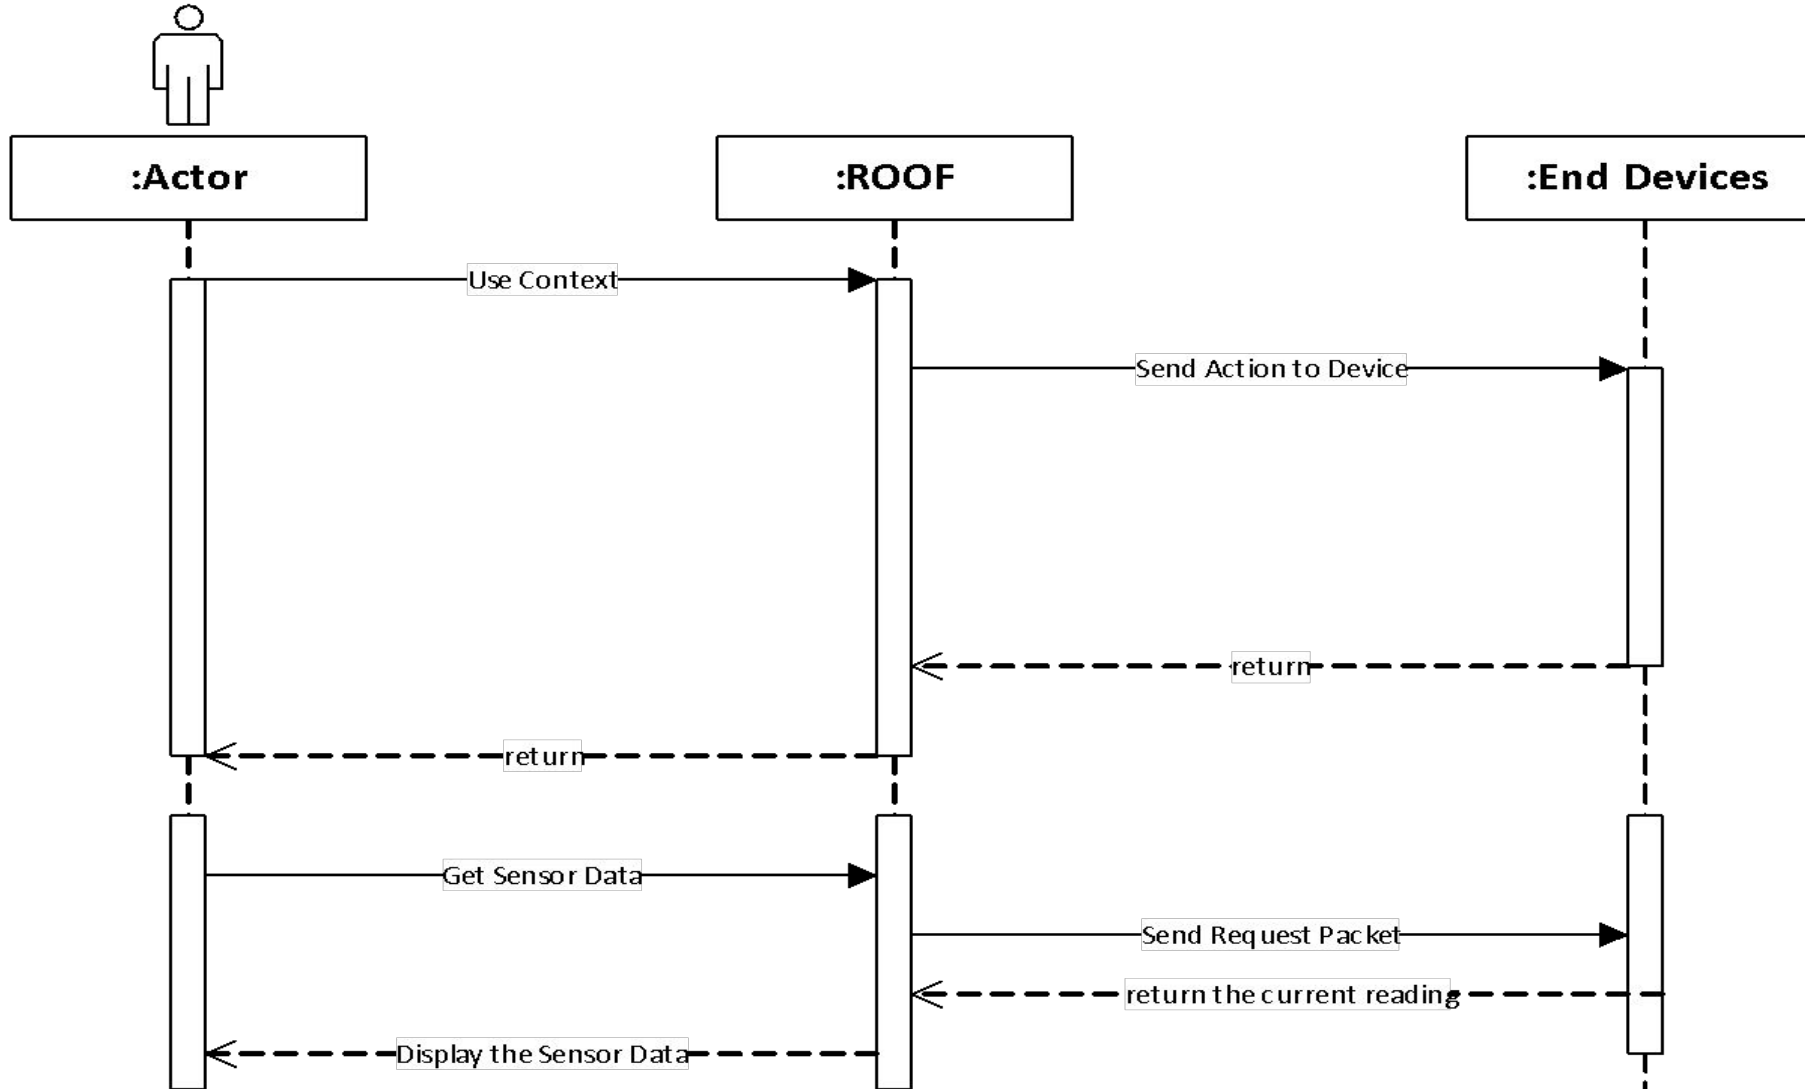 :Actor
:ROOF
:End Devices
Use Context
Send Action to Device
return
return
Get Sensor Data
Send Request Packet
return the current reading
Display the Sensor Data